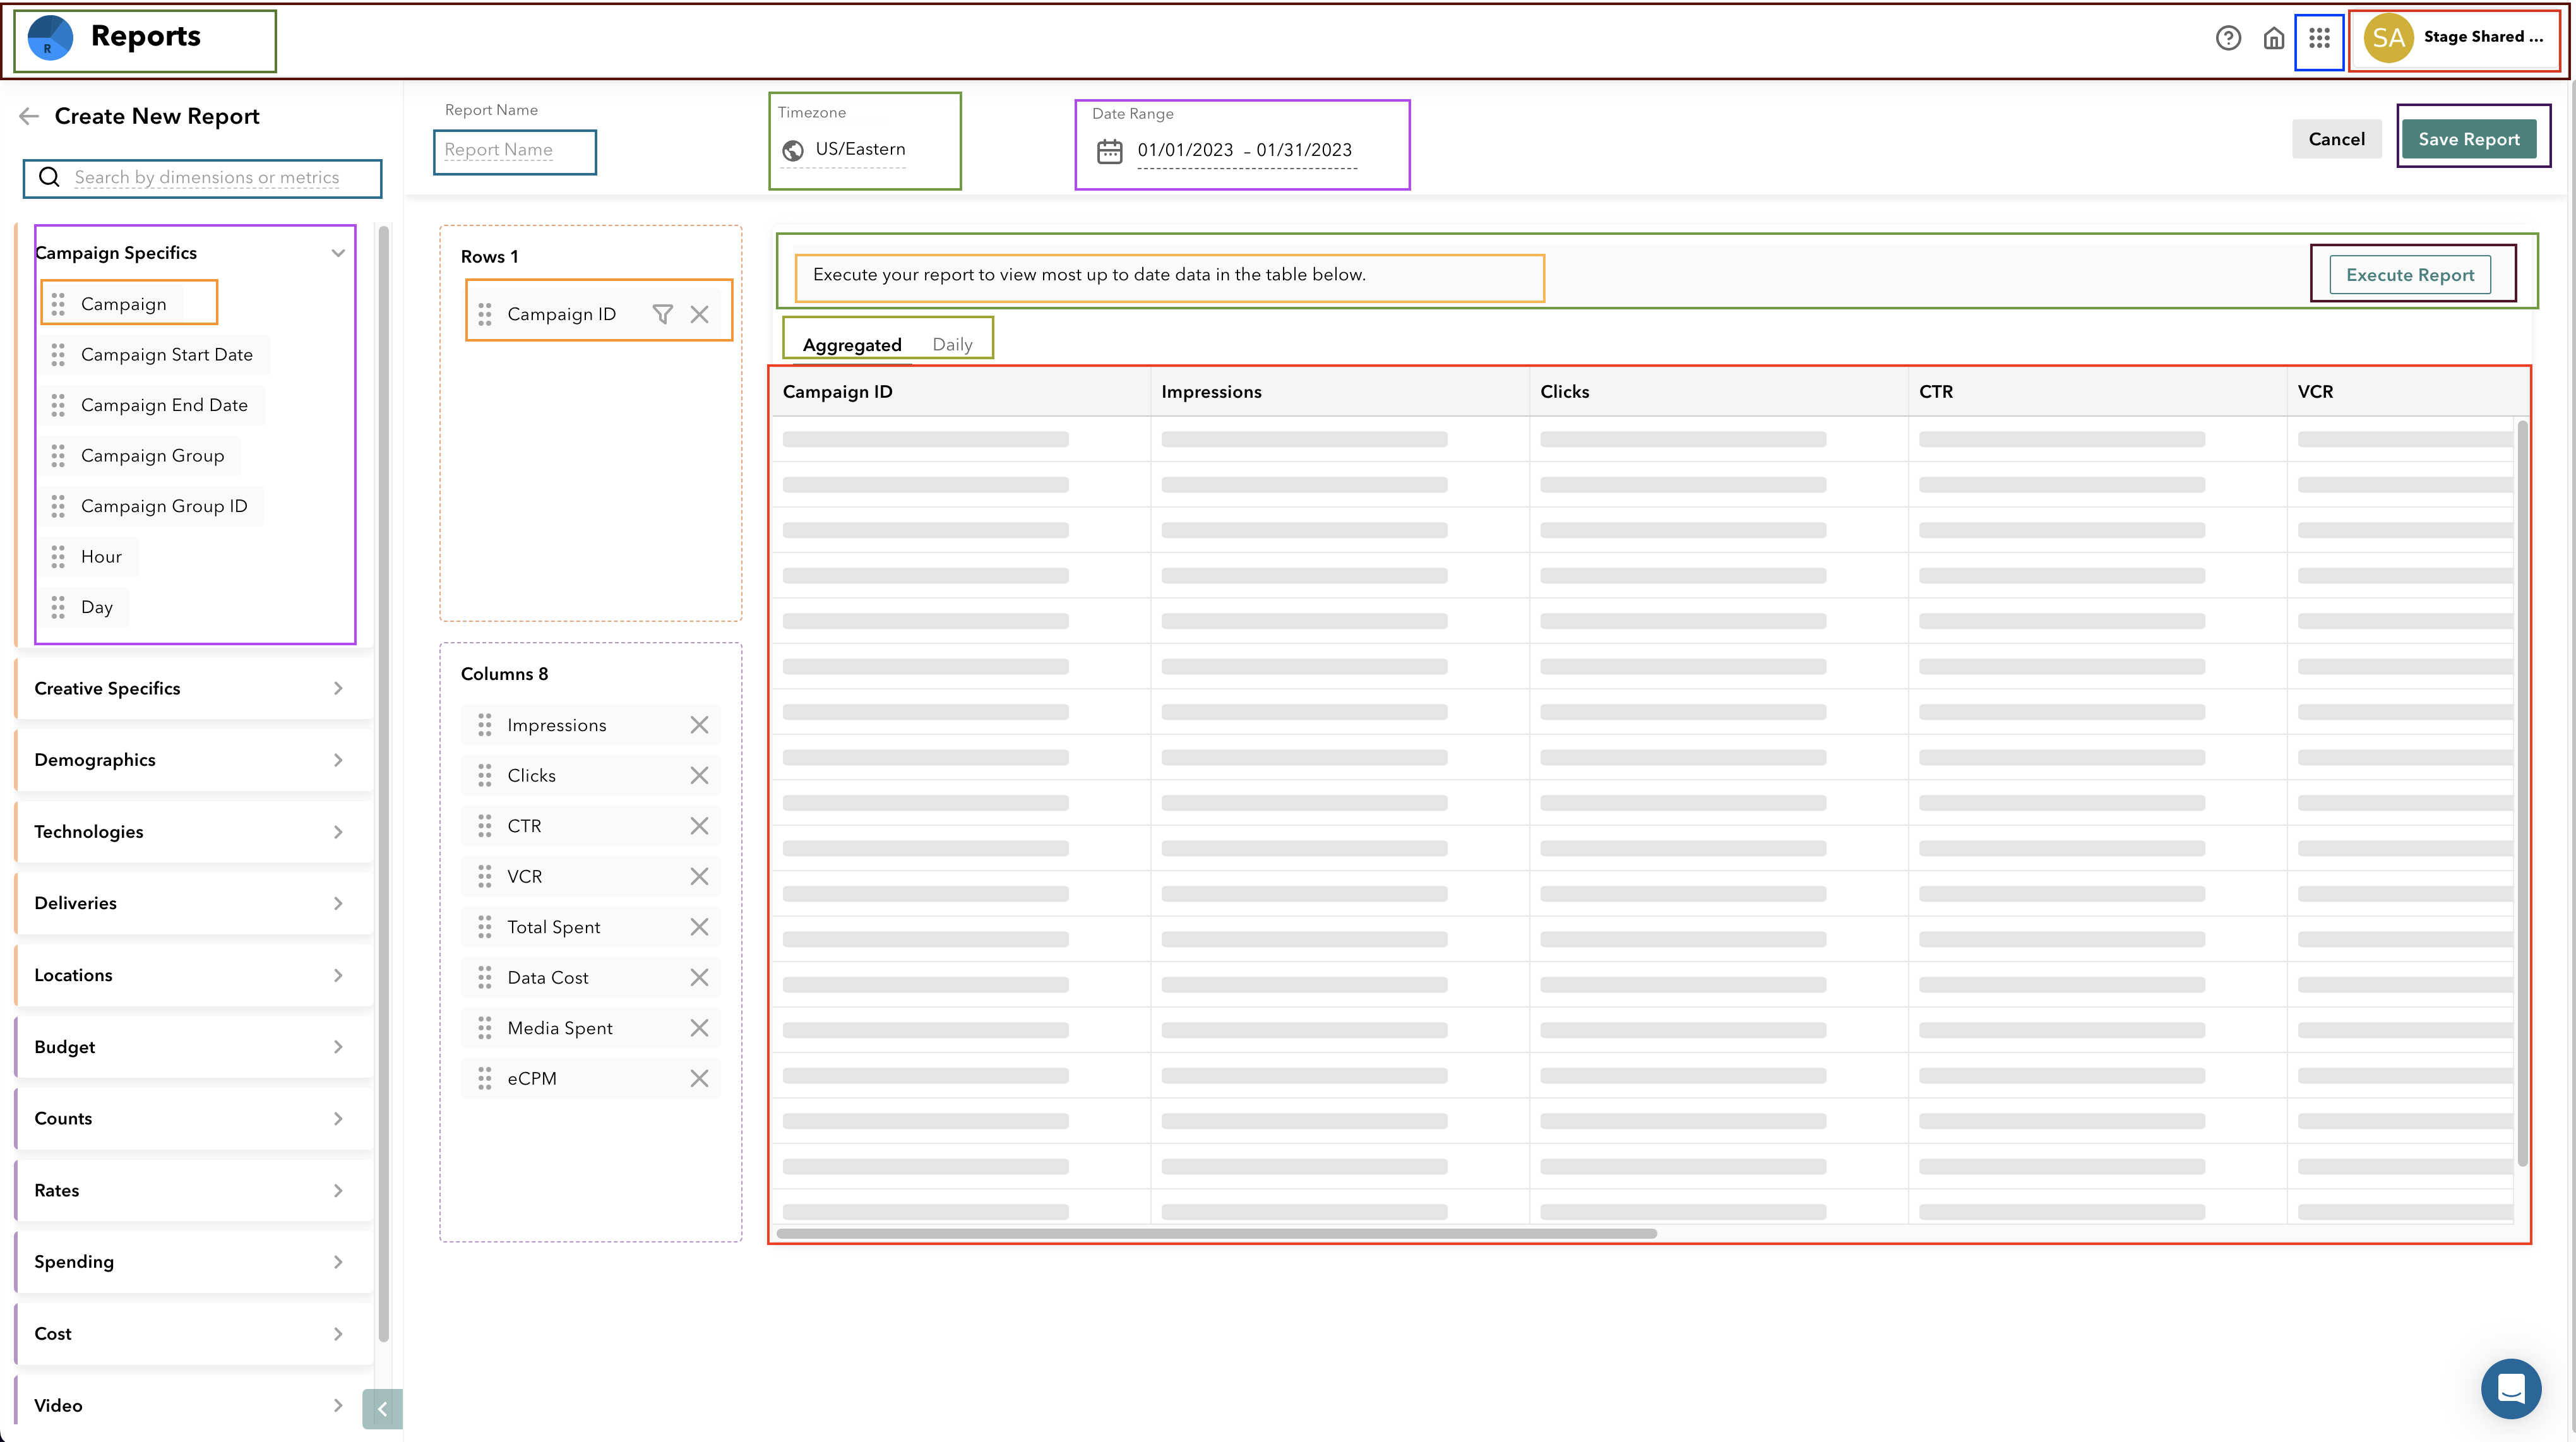 R
Reports
SA
Stage Shared ...
Create New Report
Search by dimensions or metrics
Report Name
Report Name
Timezone
US/Eastern
Date Range
01/01/2023 – 01/31/2023
Cancel
Save Report
Campaign Specifics
Campaign
Campaign Start Date
Campaign End Date
Campaign Group
Campaign Group ID
Hour
Day
Creative Specifics
Demographics
Technologies
Deliveries
Locations
Budget
Counts
Rates
Spending
Cost
Video
Rows 1
Campaign ID
Columns 8
Impressions
Clicks
CTR
VCR
Total Spent
Data Cost
Media Spent
eCPM
Execute your report to view most up to date data in the table below.
Execute Report
Aggregated Daily
Campaign ID Impressions Clicks CTR VCR